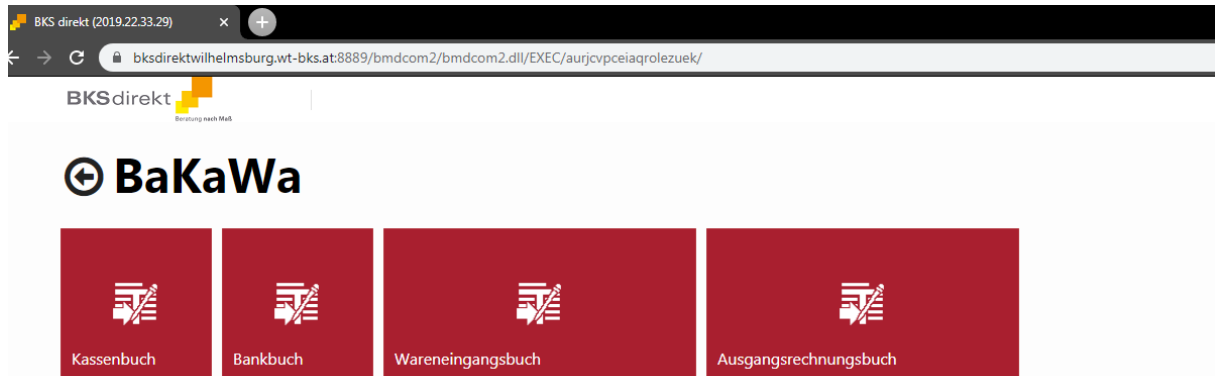 BKS direkt (2019.22.33.29)
bksdirektwilhelmsburg.wt-bks.at:8889/bmdcom2/bmdcom2.dll/EXEC/aurjcvpceiaqrolezuek/
BKSdirekt
Beratung nach Maß
BaKaWa
Kassenbuch Bankbuch Wareneingangsbuch Ausgangsrechnungsbuch